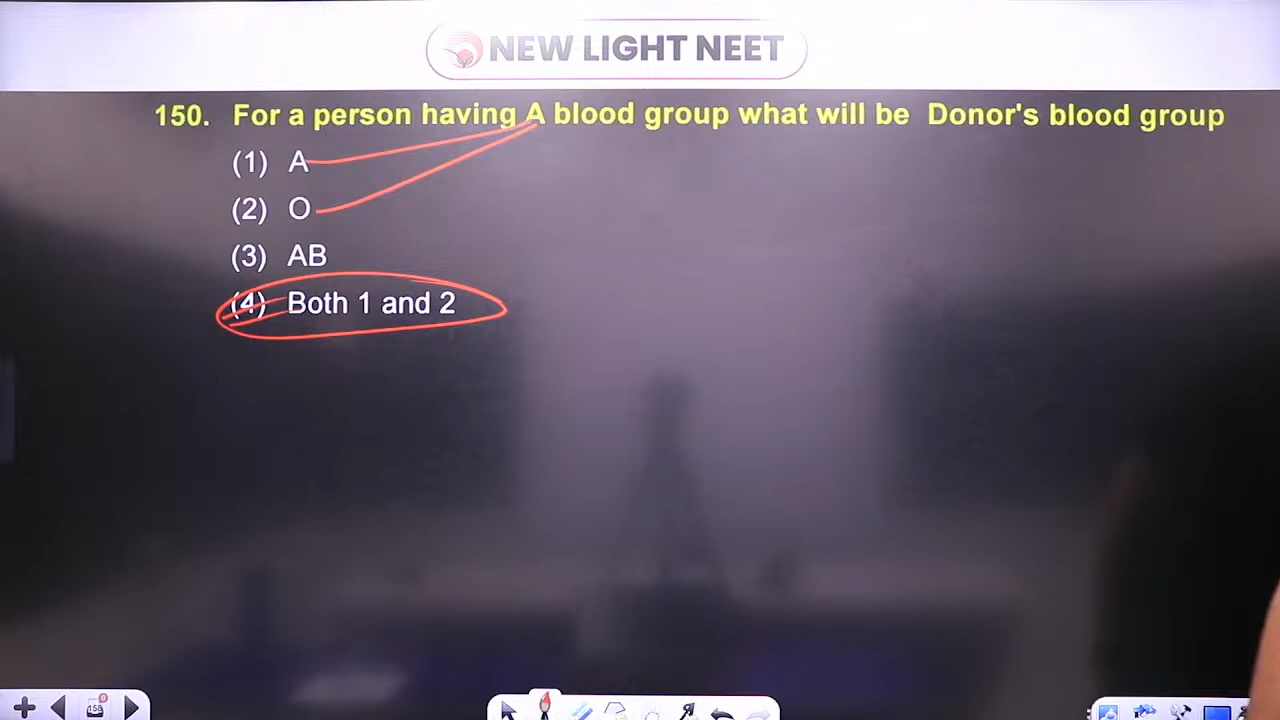 NEW LIGHT NEET
150. For a person having A blood group what will be Donor's blood group
(1) A
(2) O
(3) AB
(4) Both 1 and 2
158